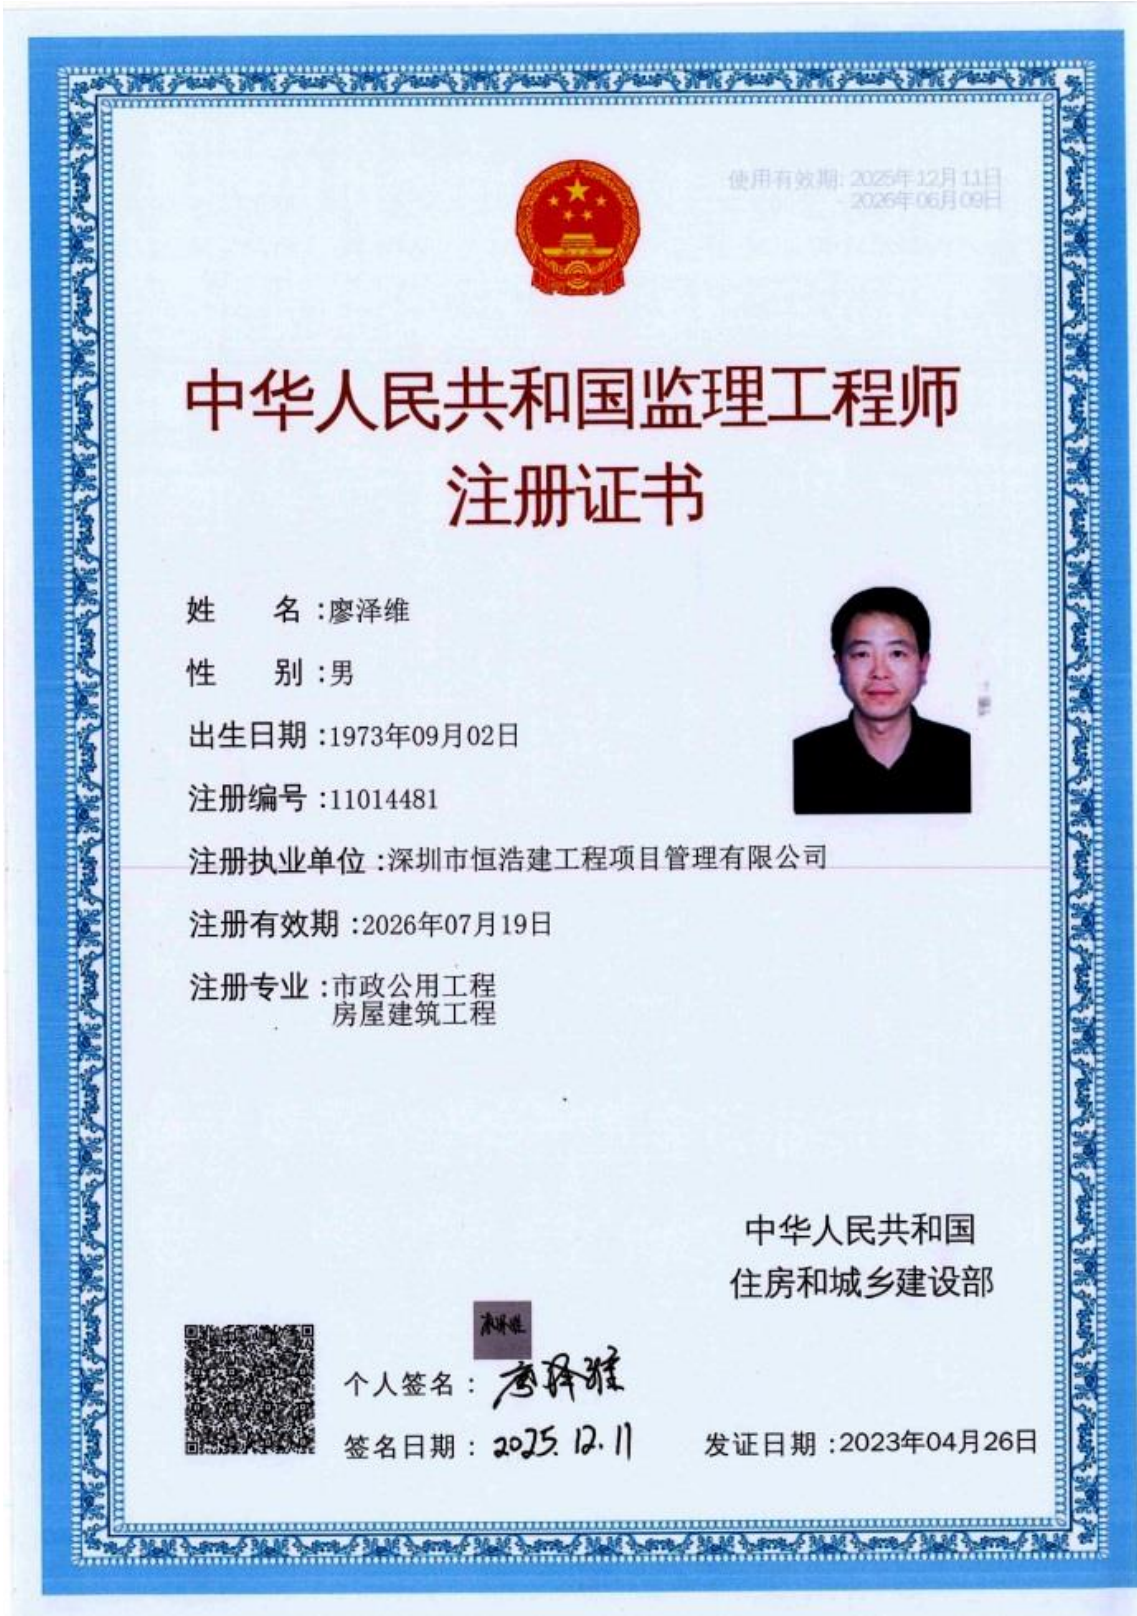 使用有效期: 2025年12月11日
- 2026年06月09日
中华人民共和国监理工程师
注册证书
姓 名 :廖泽维
性 别 :男
出生日期 :1973年09月02日
注册编号 :11014481
注册执业单位 :深圳市恒浩建工程项目管理有限公司
注册有效期 :2026年07月19日
注册专业 :市政公用工程
房屋建筑工程
中华人民共和国
住房和城乡建设部
廖泽维
个人签名 : 廖泽维
签名日期 : 2025.12.11
发证日期 :2023年04月26日